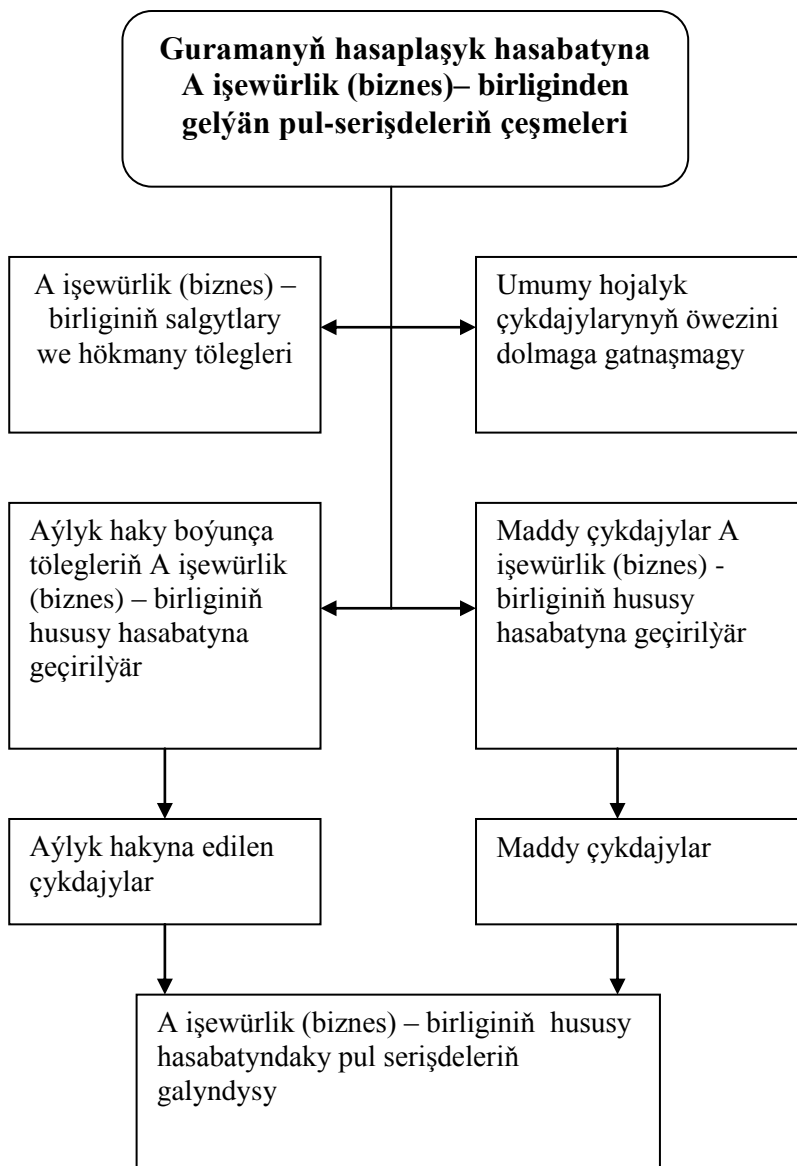 Guramanyň hasaplaşyk hasabatyna
A işewürlik (biznes)– birliginden
gelýän pul-serişdeleriň çeşmeleri
A işewürlik (biznes) –
birliginiň salgytlary
we hökmany tölegleri
Umumy hojalyk
çykdajylarynyň öwezini
dolmaga gatnaşmagy
Aýlyk haky boýunça
tölegleriň A işewürlik
(biznes) – birliginiň
hususy hasabatyna
geçirilỳär
Maddy çykdajylar A
işewürlik (biznes) -
birliginiň hususy
hasabatyna geçirilỳär
Aýlyk hakyna edilen
çykdajylar
Maddy çykdajylar
A işewürlik (biznes) – birliginiň hususy
hasabatyndaky pul serişdeleriň
galyndysy